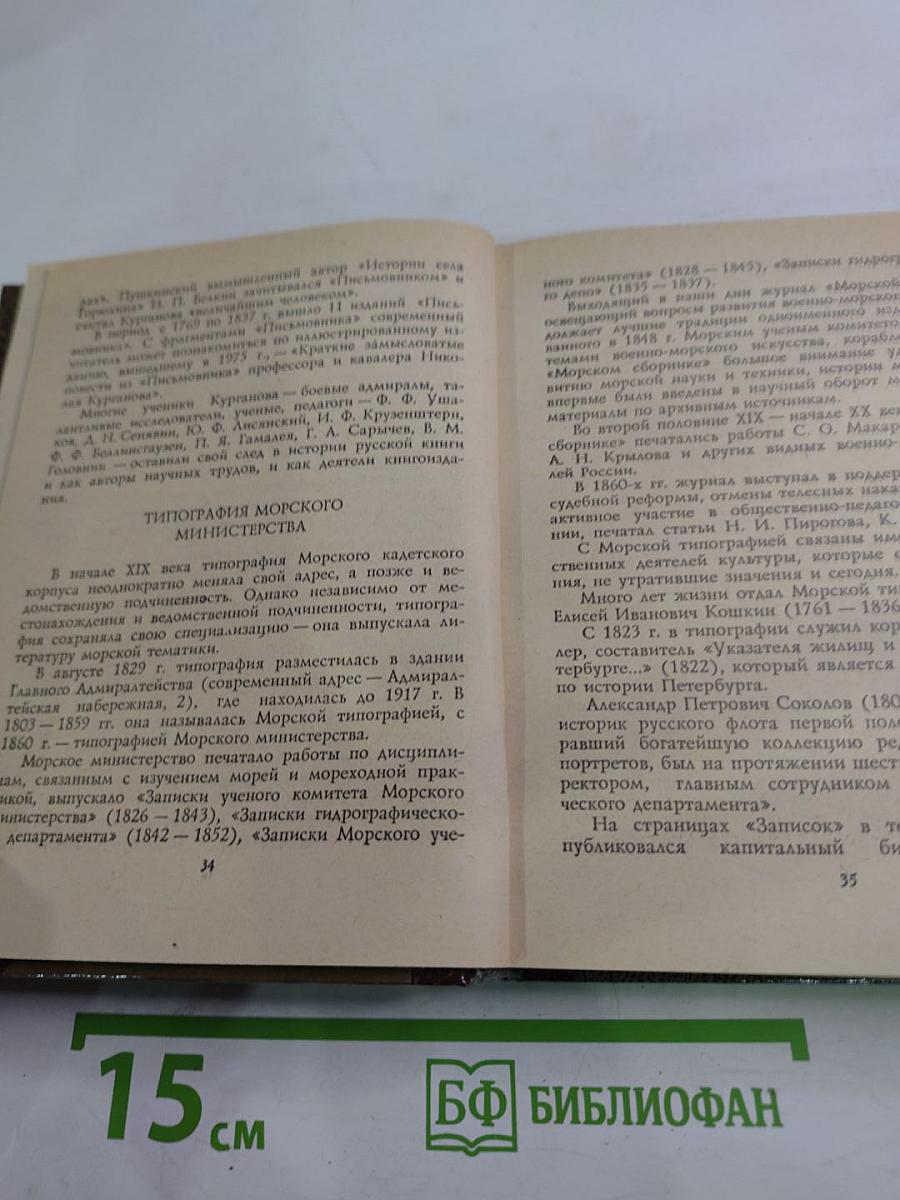 дах». Пушкинский вымышленный автор «Истории села
Горюхина» И. П. Белкин зачитывался «Письмовником» и
считал Курганова «величайшим человеком».
В период с 1769 по 1837 г. вышло 11 изданий «Пись-
мовника». С фрагментами «Письмовника» современный
читатель может познакомиться по иллюстрированному из-
данию, вышедшему в 1975 г., — «Краткие замысловатые
повести из «Письмовника» профессора и кавалера Нико-
лая Курганова».
Многие ученики Курганова — боевые адмиралы, та-
лантливые исследователи, ученые, педагоги — Ф. Ф. Уша-
ков, Д. Н. Сенявин, Ю. Ф. Лисянский, И. Ф. Крузенштерн,
Ф. Ф. Беллинсгаузен, П. Я. Гамалея, Г. А. Сарычев, В. М.
Головнин — оставили свой след в истории русской книги
и как авторы научных трудов, и как деятели книгоизда-
ния.
ТИПОГРАФИЯ МОРСКОГО
МИНИСТЕРСТВА
В начале XIX века типография Морского кадетского
корпуса неоднократно меняла свой адрес, а позже и ве-
домственную подчиненность. Однако независимо от ме-
стонахождения и ведомственной подчиненности, типогра-
фия сохраняла свою специализацию — она выпускала ли-
тературу морской тематики.
В августе 1829 г. типография разместилась в здании
Главного Адмиралтейства (современный адрес — Адмирал-
тейская набережная, 2), где находилась до 1917 г. В
1803 — 1859 гг. она называлась Морской типографией, с
1860 г. — типографией Морского министерства.
Морское министерство печатало работы по дисципли-
нам, связанным с изучением морей и мореходной прак-
икой, выпускало «Записки ученого комитета Морского
инистерства» (1826 — 1843), «Записки гидрографическо-
департамента» (1842 — 1852), «Записки Морского уче-
34
ного комитета» (1828 — 1845), «Записки гидрогр
го депо» (1835 — 1837).
Выходящий в наши дни журнал «Морской
освещающий вопросы развития военно-морског
должает лучшие традиции одноименного изд
ванного в 1848 г. Морским ученым комитето
темами военно-морского искусства, корабл
«Морском сборнике» большое внимание уд
витию морской науки и техники, истории м
впервые были введены в научный оборот м
материалы по архивным источникам.
Во второй половине XIX — начале XX век
сборнике» печатались работы С. О. Макар
А. Н. Крылова и других видных военно-
лей России.
В 1860-х гг. журнал выступал в поддер
судебной реформы, отмены телесных нака
активное участие в общественно-педаго
нии, печатал статьи Н. И. Пирогова, К.
С Морской типографией связаны им
ственных деятелей культуры, которые о
ния, не утратившие значения и сегодня.
Много лет жизни отдал Морской ти
Елисей Иванович Кошкин (1761 — 1836
С 1823 г. в типографии служил кор
лер, составитель «Указателя жилищ и
тербурге...» (1822), который является
по истории Петербурга.
Александр Петрович Соколов (180
историк русского флота первой пол
равший богатейшую коллекцию ре
портретов, был на протяжении шест
ректором, главным сотрудником
ческого департамента».
На страницах «Записок» в те
публиковался капитальный би
35
15 см
БФ БИБЛИОФАН